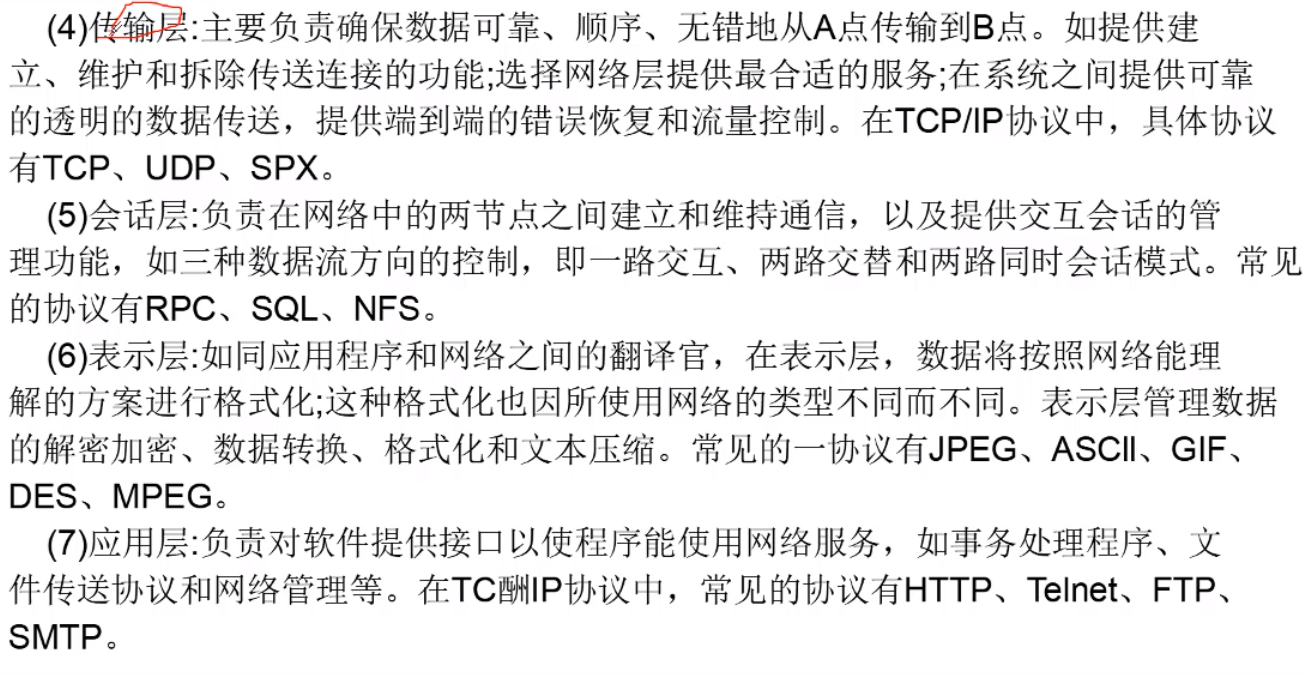 (4)传输层:主要负责确保数据可靠、顺序、无错地从A点传输到B点。如提供建
立、维护和拆除传送连接的功能;选择网络层提供最合适的服务;在系统之间提供可靠
的透明的数据传送，提供端到端的错误恢复和流量控制。在TCP/IP协议中，具体协议
有TCP、UDP、SPX。
(5)会话层:负责在网络中的两节点之间建立和维持通信，以及提供交互会话的管
理功能，如三种数据流方向的控制，即一路交互、两路交替和两路同时会话模式。常见
的协议有RPC、SQL、NFS。
(6)表示层:如同应用程序和网络之间的翻译官，在表示层，数据将按照网络能理
解的方案进行格式化;这种格式化也因所使用网络的类型不同而不同。表示层管理数据
的解密加密、数据转换、格式化和文本压缩。常见的一协议有JPEG、ASCll、GIF、
DES、MPEG。
(7)应用层:负责对软件提供接口以使程序能使用网络服务，如事务处理程序、文
件传送协议和网络管理等。在TC酬IP协议中，常见的协议有HTTP、Telnet、FTP、
SMTP。